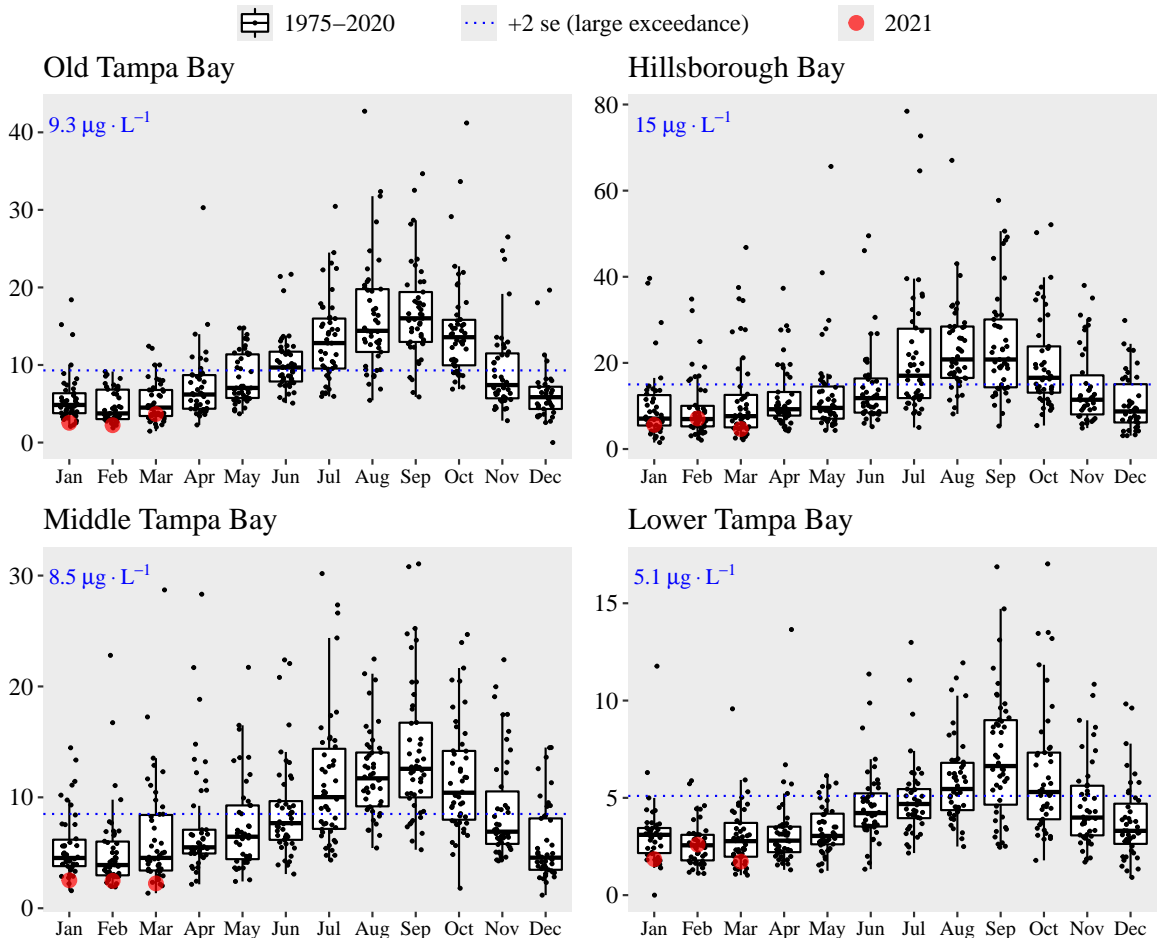 1975–2020 +2 se (large exceedance) 2021
Old Tampa Bay
9.3 μg · L⁻¹
40
30
20
10
0
Jan Feb Mar Apr May Jun Jul Aug Sep Oct Nov Dec
Hillsborough Bay
15 μg · L⁻¹
80
60
40
20
0
Jan Feb Mar Apr May Jun Jul Aug Sep Oct Nov Dec
Middle Tampa Bay
8.5 μg · L⁻¹
30
20
10
0
Jan Feb Mar Apr May Jun Jul Aug Sep Oct Nov Dec
Lower Tampa Bay
5.1 μg · L⁻¹
15
10
5
0
Jan Feb Mar Apr May Jun Jul Aug Sep Oct Nov Dec